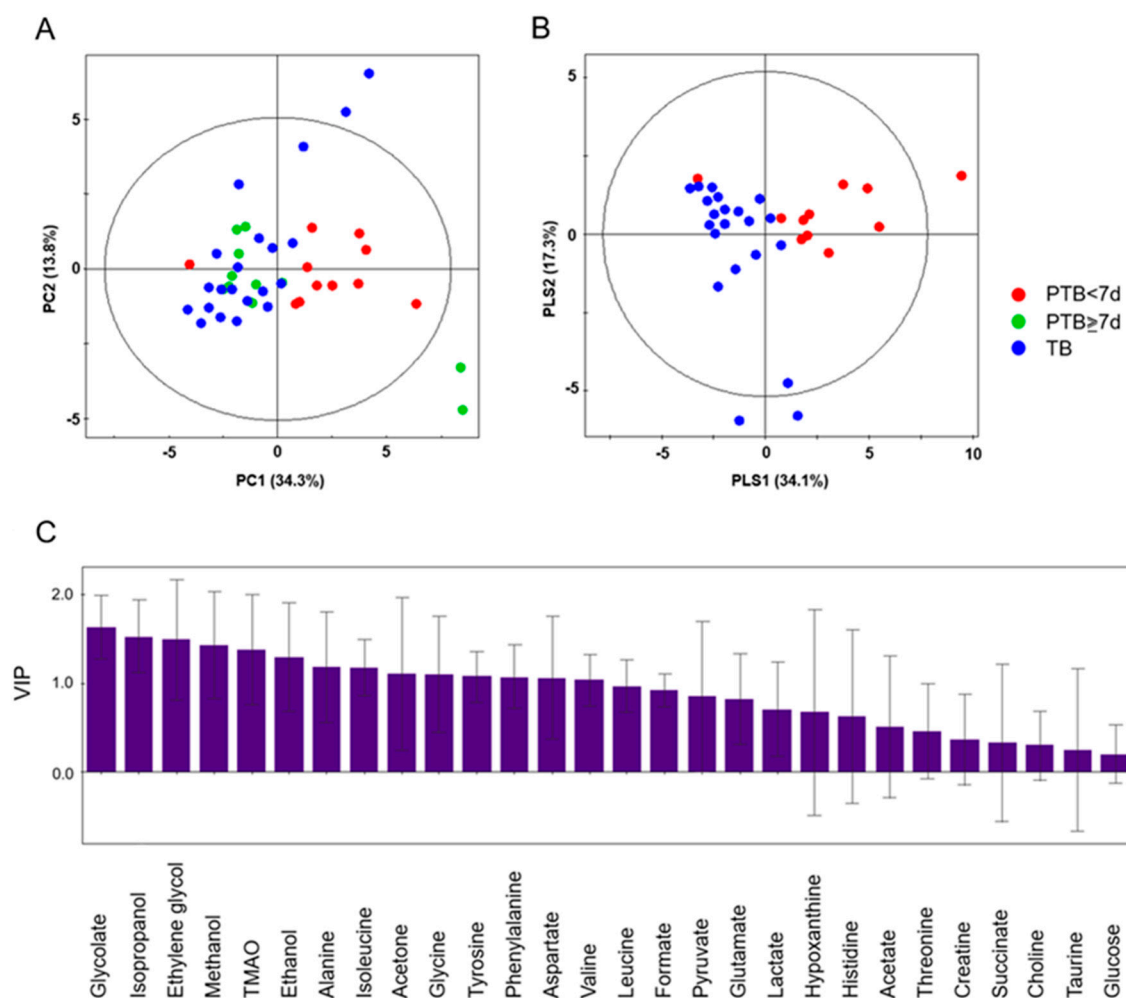 A
B
5
0
-5
-5
0
5
PC2 (13.8%)
PC1 (34.3%)
5
0
-5
-5
0
5
10
PLS2 (17.3%)
PLS1 (34.1%)
PTB<7d
PTB≥7d
TB
C
VIP
2.0
1.0
0.0
Glycolate
Isopropanol
Ethylene glycol
Methanol
TMAO
Ethanol
Alanine
Isoleucine
Acetone
Glycine
Tyrosine
Phenylalanine
Aspartate
Valine
Leucine
Formate
Pyruvate
Glutamate
Lactate
Hypoxanthine
Histidine
Acetate
Threonine
Creatine
Succinate
Choline
Taurine
Glucose